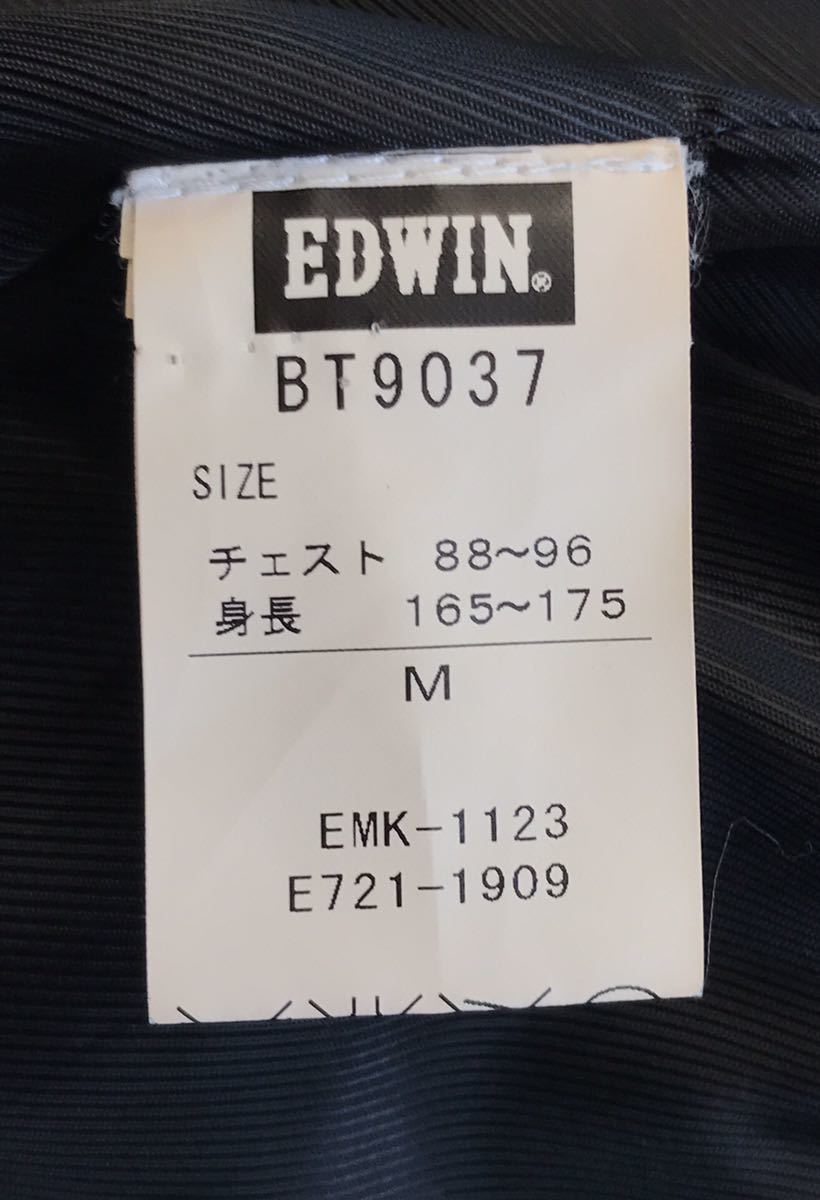 EDWIN®
BT9037
SIZE
チェスト 88～96
身長 165～175
M
EMK-1123
E721-1909